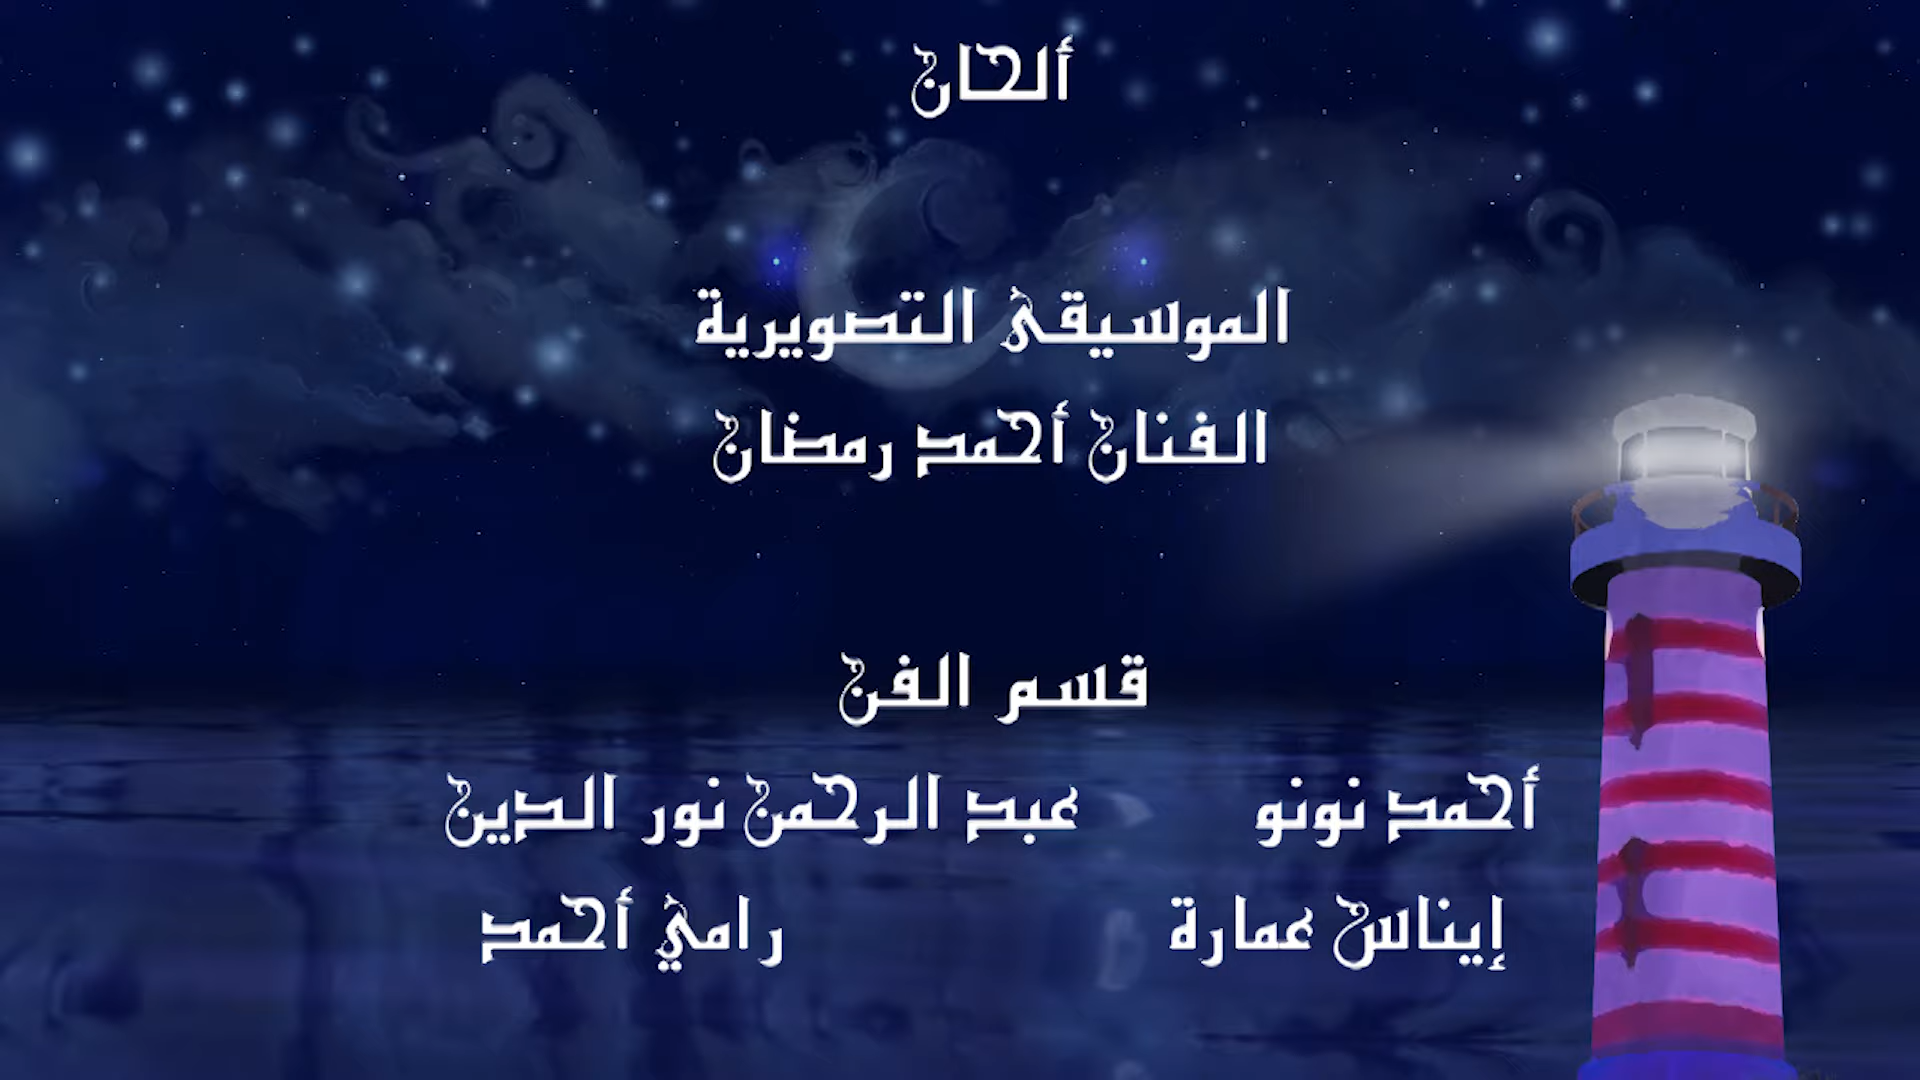 ألحان
الموسيقى التصويرية
الفنان أحمد رمضان
قسم الفن
أحمد نونو عبد الرحمن نور الدين
إيناس عمارة رامي أحمد